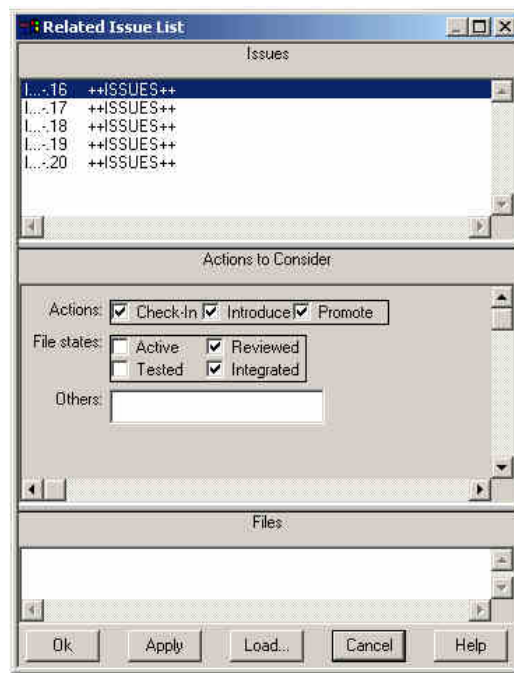 Related Issue List
Issues
I...-.16 ++ISSUES++
I...-.17 ++ISSUES++
I...-.18 ++ISSUES++
I...-.19 ++ISSUES++
I...-.20 ++ISSUES++
Actions to Consider
Actions: Check-In Introduce Promote
File states: Active Reviewed
Tested Integrated
Others:
Files
Ok Apply Load... Cancel Help